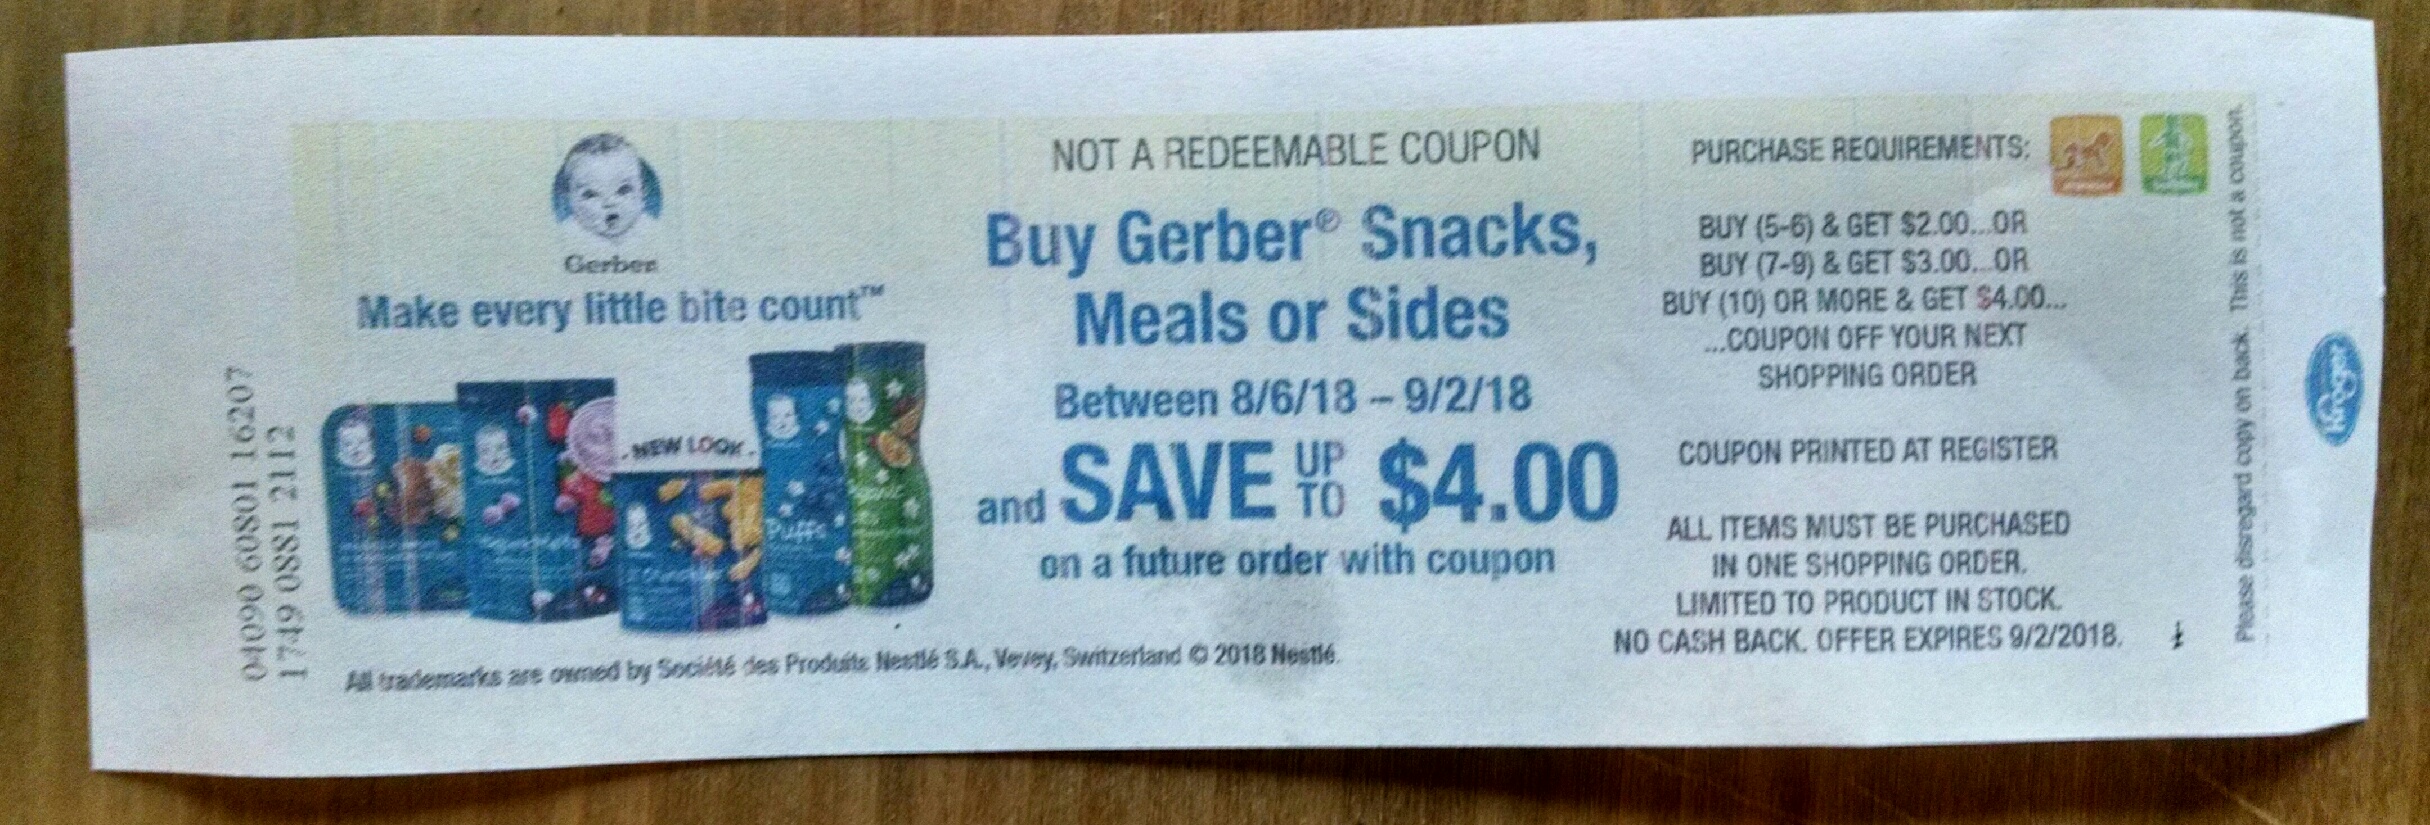 04090 60801 16207
1749 0881 2112
Gerber
Make every little bite count™
NEW LOOK
Puffs
All trademarks are owned by Société des Produits Nestlé S.A., Vevey, Switzerland © 2018 Nestlé.
NOT A REDEEMABLE COUPON
Buy Gerber® Snacks,
Meals or Sides
Between 8/6/18 – 9/2/18
and SAVE UP TO $4.00
on a future order with coupon
PURCHASE REQUIREMENTS:
BUY (5-6) & GET $2.00...OR
BUY (7-9) & GET $3.00...OR
BUY (10) OR MORE & GET $4.00...
...COUPON OFF YOUR NEXT
SHOPPING ORDER
COUPON PRINTED AT REGISTER
ALL ITEMS MUST BE PURCHASED
IN ONE SHOPPING ORDER.
LIMITED TO PRODUCT IN STOCK.
NO CASH BACK. OFFER EXPIRES 9/2/2018.
Please disregard copy on back. This is not a coupon.
Kroger